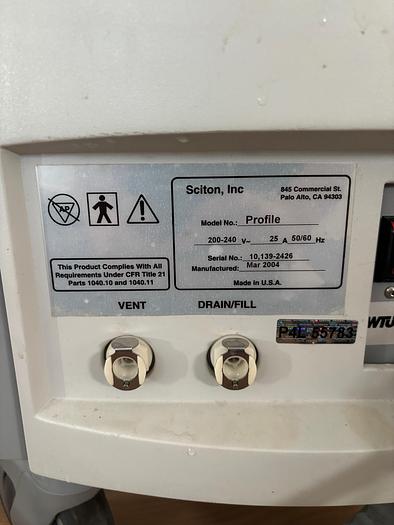 AP
Sciton, Inc
845 Commercial St.
Palo Alto, CA 94303
Model No.: Profile
200-240 V~ 25 A 50/60 Hz
Serial No.: 10,139-2426
Manufactured: Mar 2004
Made in U.S.A.
This Product Complies With All
Requirements Under CFR Title 21
Parts 1040.10 and 1040.11
VENT DRAIN/FILL